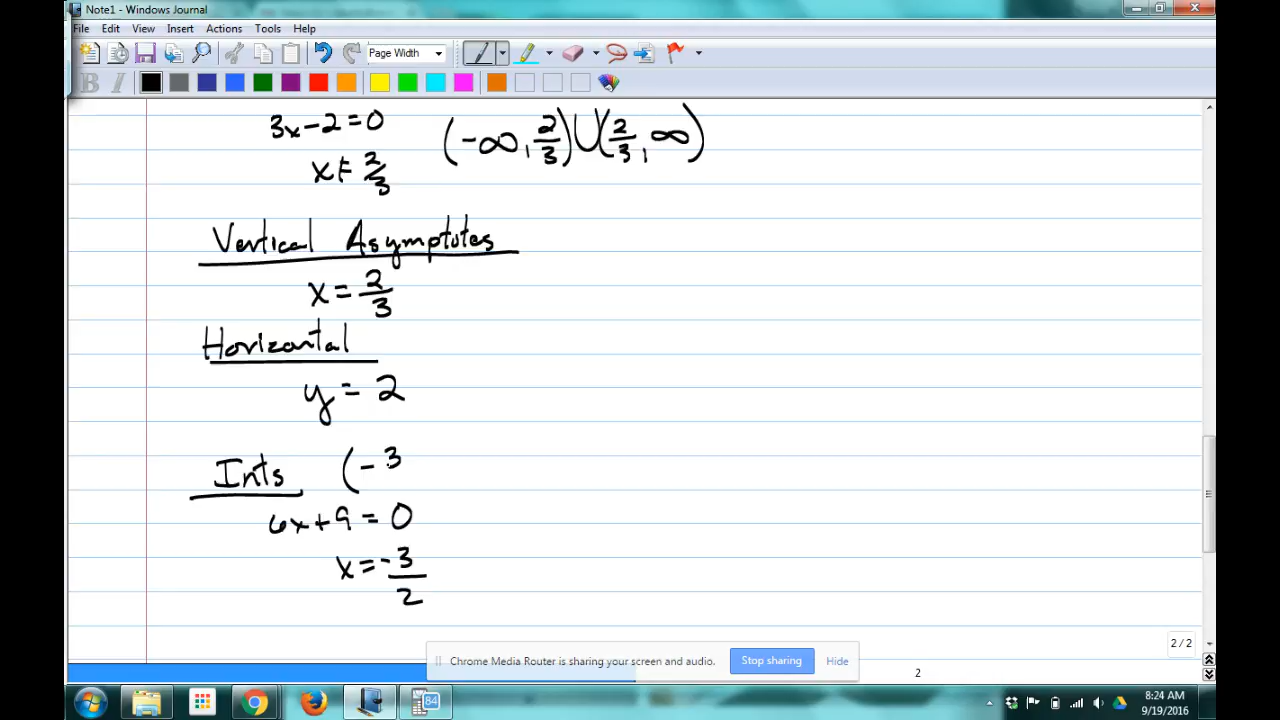 Note1 - Windows Journal
File Edit View Insert Actions Tools Help
Page Width
B I
3x-2=0 (-∞, 2/3)∪(2/3, ∞)
x≠ 2/3
Vertical Asymptotes
x = 2/3
Horizontal
y = 2
Ints (- 3
6x+9 = 0
x = -3/2
2 / 2
Chrome Media Router is sharing your screen and audio. Stop sharing Hide
2
84
8:24 AM
9/19/2016